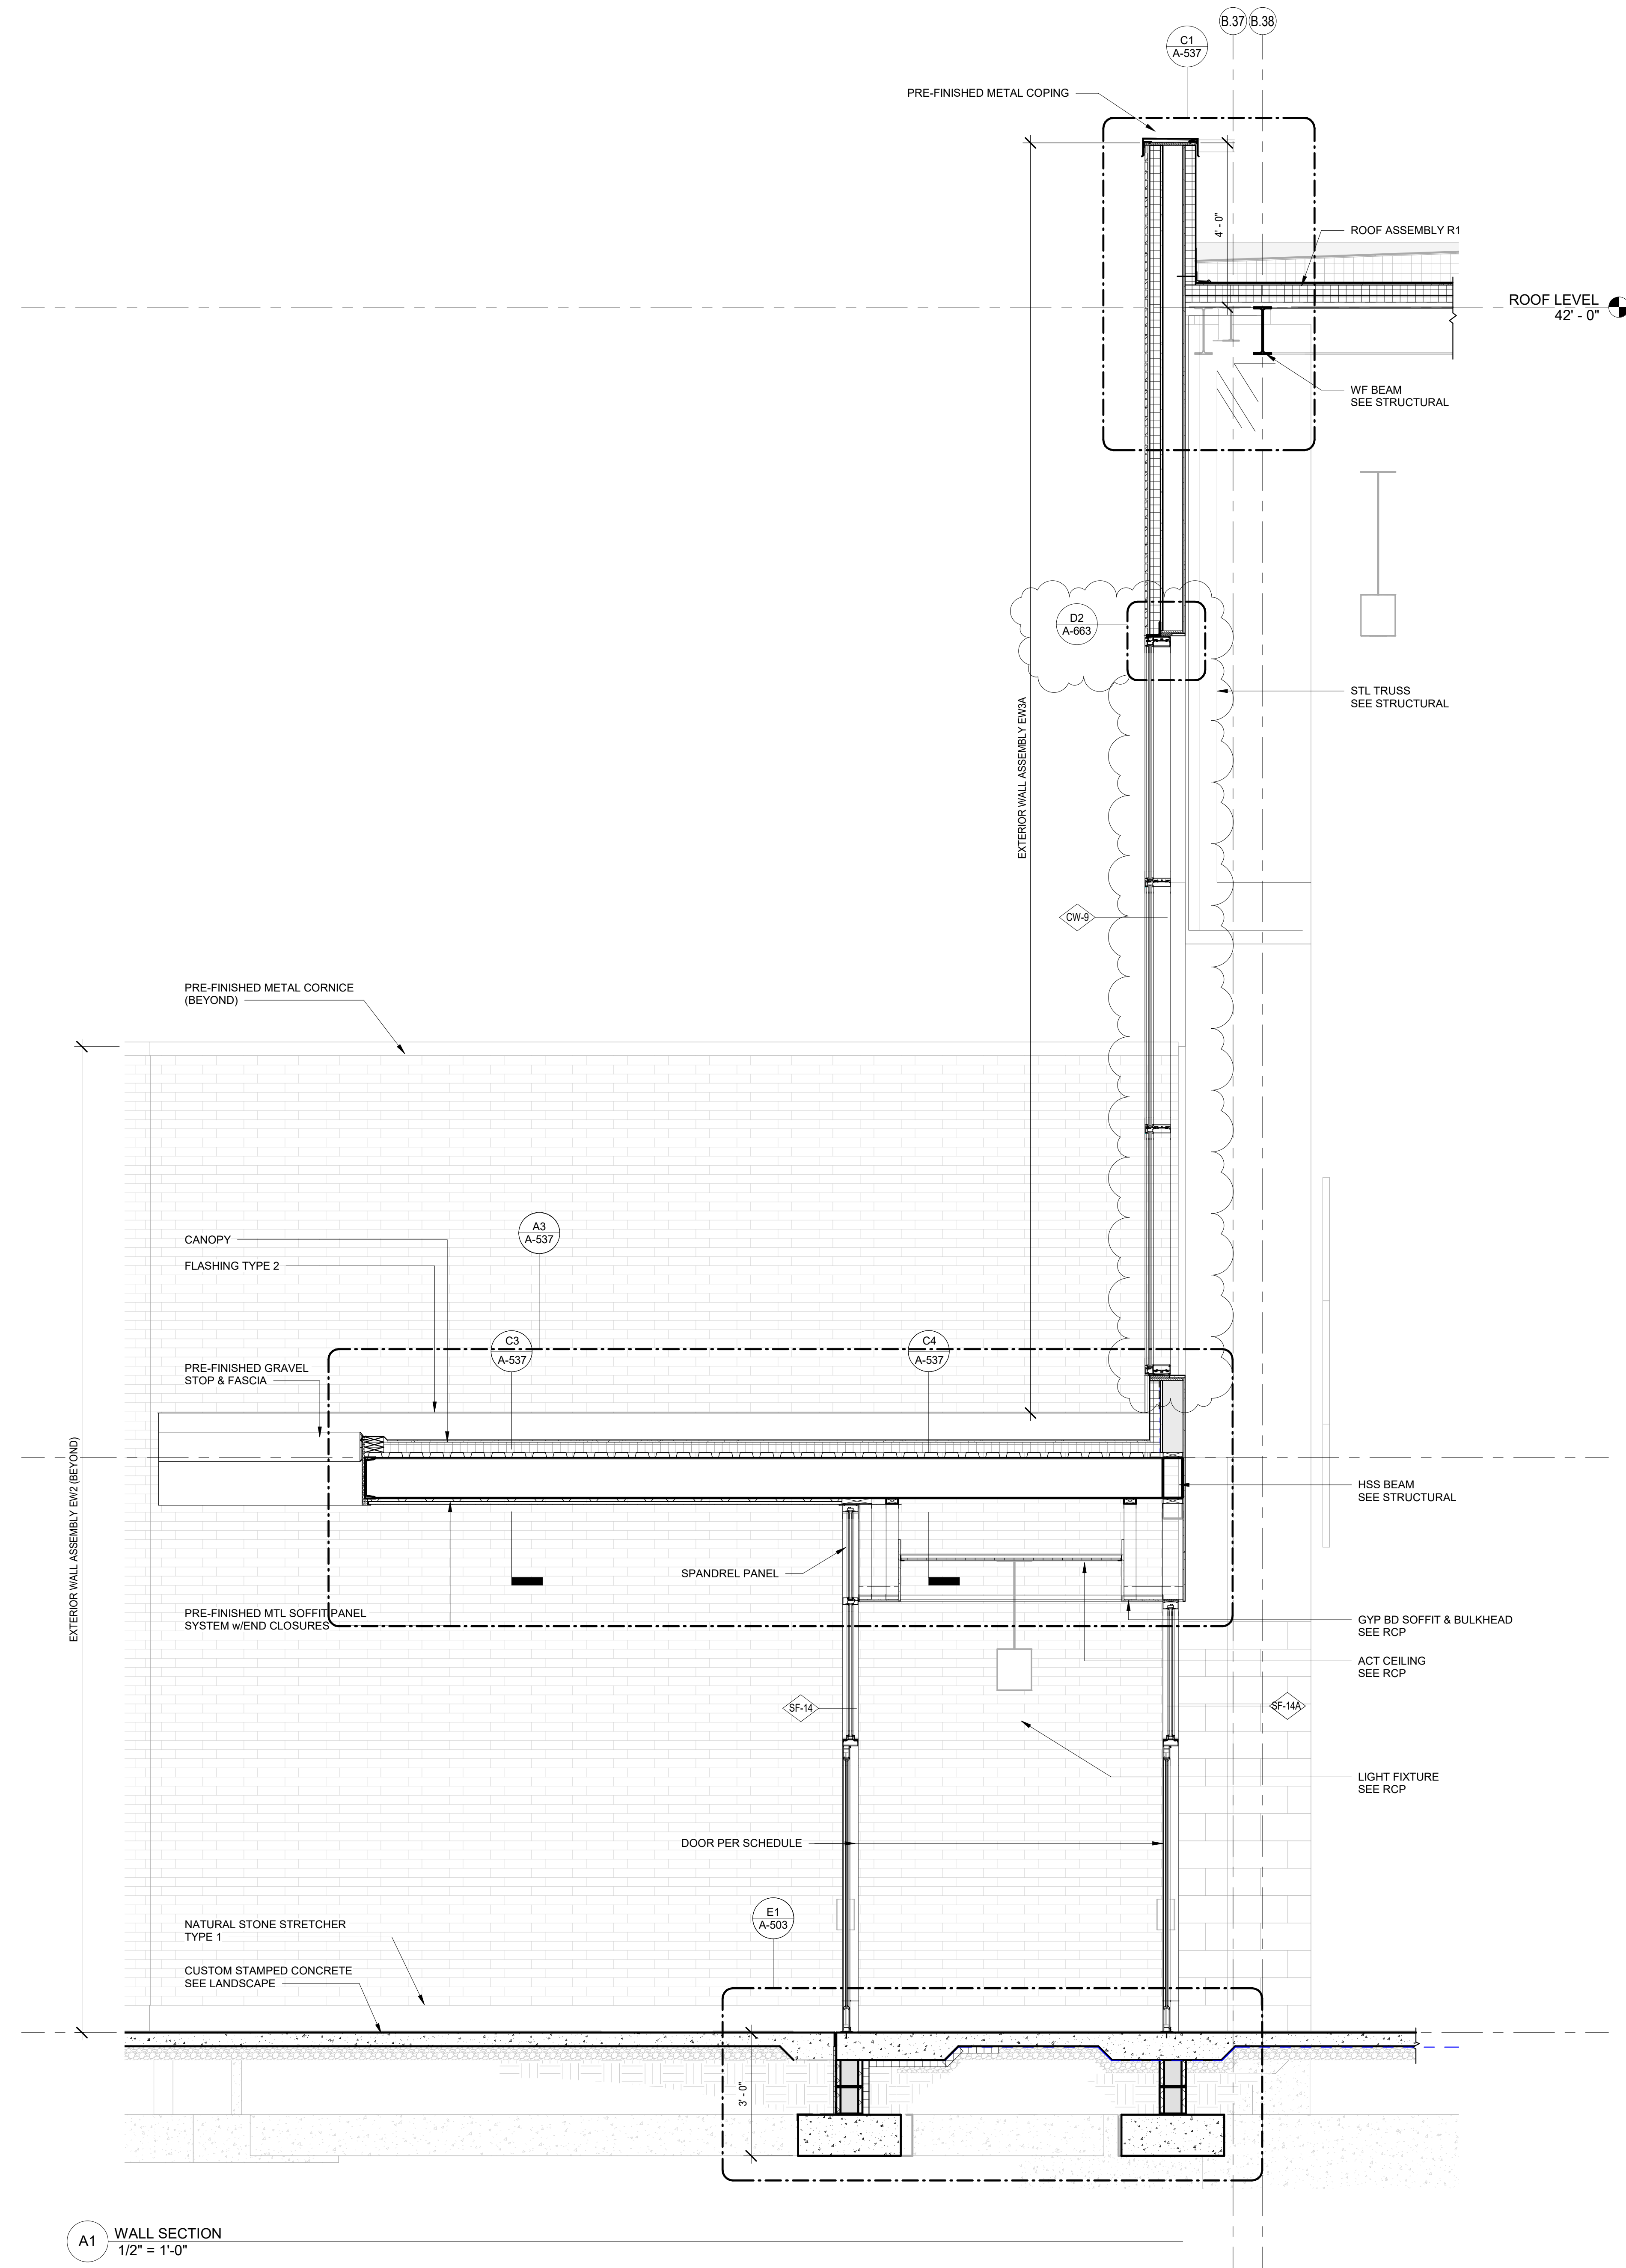 B.37
B.38
C1
A-537
PRE-FINISHED METAL COPING
4' - 0"
ROOF ASSEMBLY R1
ROOF LEVEL
42' - 0"
WF BEAM
SEE STRUCTURAL
D2
A-663
STL TRUSS
SEE STRUCTURAL
EXTERIOR WALL ASSEMBLY EW3A
CW-9
PRE-FINISHED METAL CORNICE
(BEYOND)
CANOPY
A3
A-537
FLASHING TYPE 2
C3
A-537
C4
A-537
PRE-FINISHED GRAVEL
STOP & FASCIA
EXTERIOR WALL ASSEMBLY EW2 (BEYOND)
HSS BEAM
SEE STRUCTURAL
SPANDREL PANEL
PRE-FINISHED MTL SOFFIT PANEL
SYSTEM w/END CLOSURES
GYP BD SOFFIT & BULKHEAD
SEE RCP
ACT CEILING
SEE RCP
SF-14
SF-14A
LIGHT FIXTURE
SEE RCP
DOOR PER SCHEDULE
E1
A-503
NATURAL STONE STRETCHER
TYPE 1
CUSTOM STAMPED CONCRETE
SEE LANDSCAPE
3' - 0"
A1
WALL SECTION
1/2" = 1'-0"